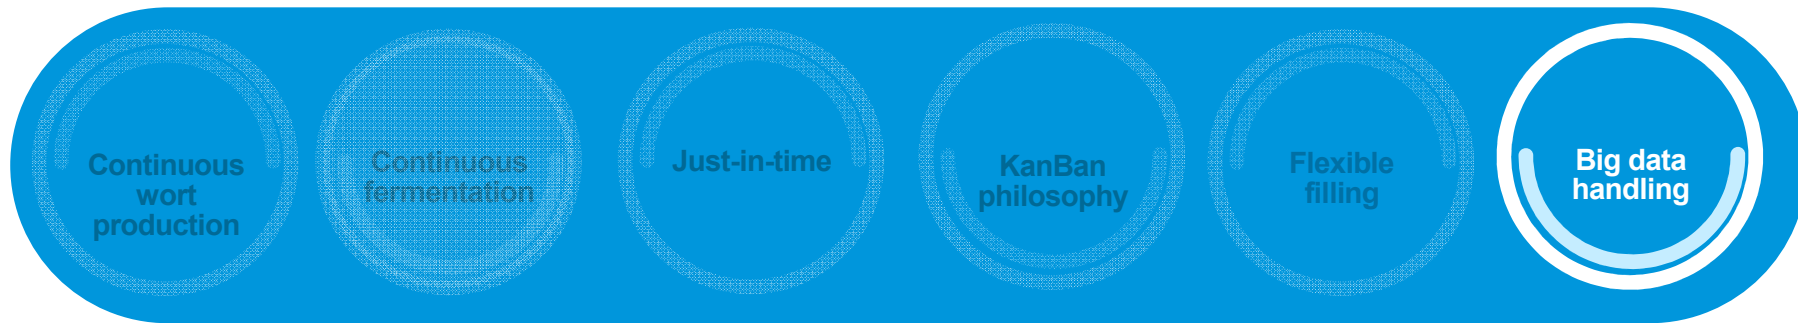 Continuous
wort
production
Continuous
fermentation
Just-in-time
KanBan
philosophy
Flexible
filling
Big data
handling